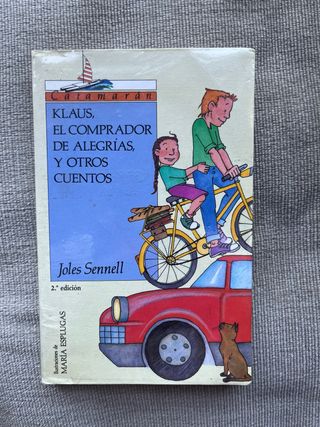 Catamarán
KLAUS,
EL COMPRADOR
DE ALEGRÍAS,
Y OTROS
CUENTOS
Joles Sennell
2.ª edición
Ilustraciones de
MARÍA ESPLUGAS